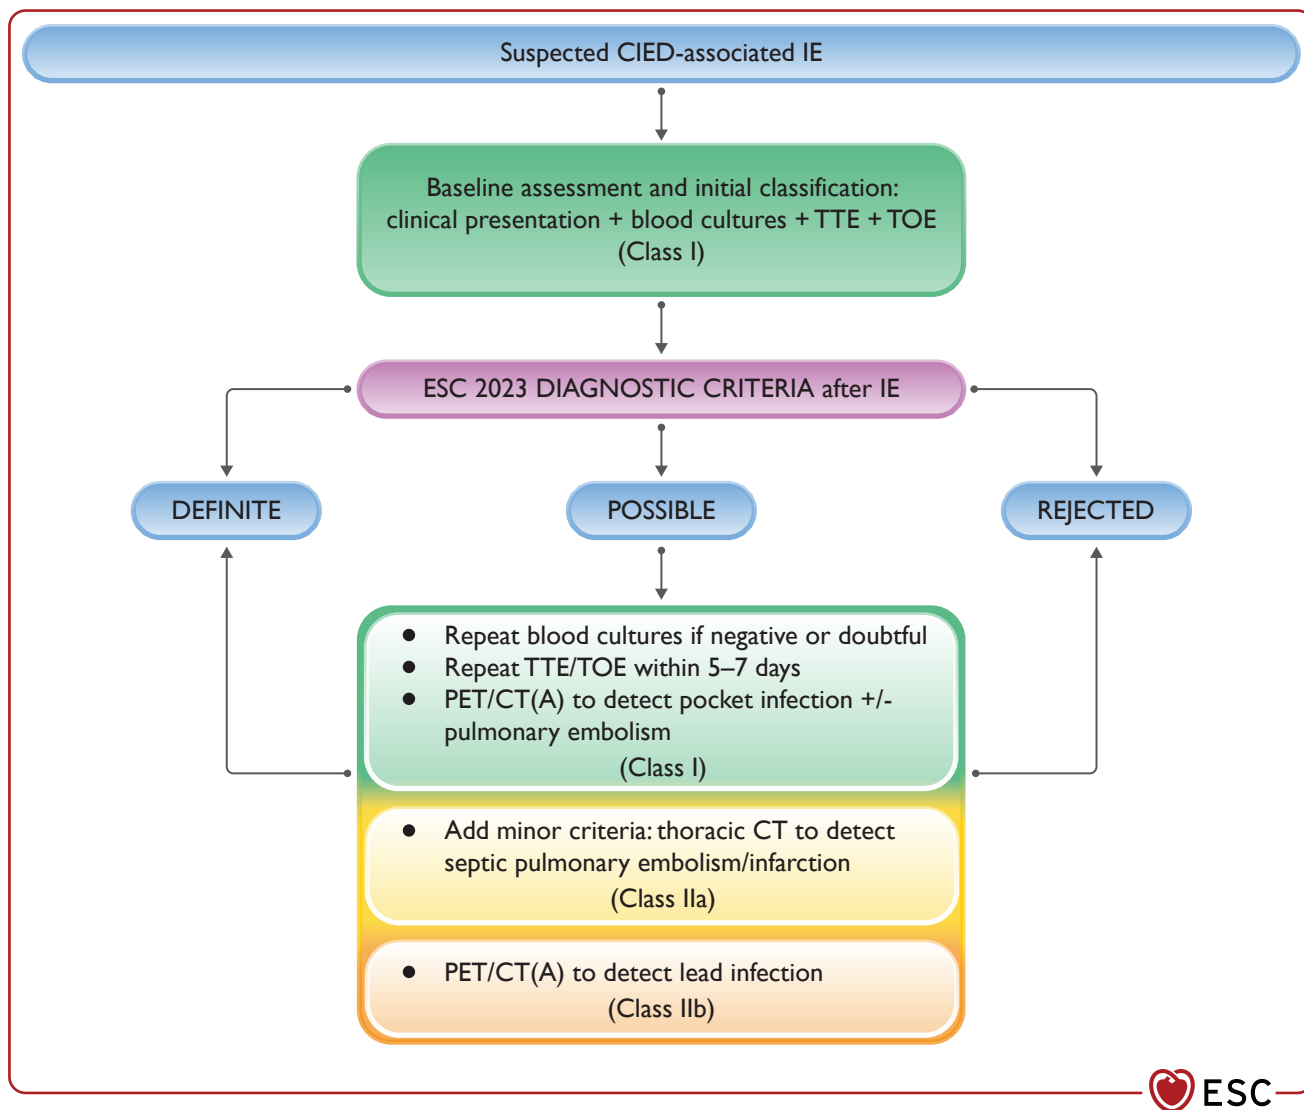 Suspected CIED-associated IE
Baseline assessment and initial classification:
clinical presentation + blood cultures + TTE + TOE
(Class I)
ESC 2023 DIAGNOSTIC CRITERIA after IE
DEFINITE
POSSIBLE
REJECTED
● Repeat blood cultures if negative or doubtful
● Repeat TTE/TOE within 5–7 days
● PET/CT(A) to detect pocket infection +/-
pulmonary embolism
(Class I)
● Add minor criteria: thoracic CT to detect
septic pulmonary embolism/infarction
(Class IIa)
● PET/CT(A) to detect lead infection
(Class IIb)
ESC